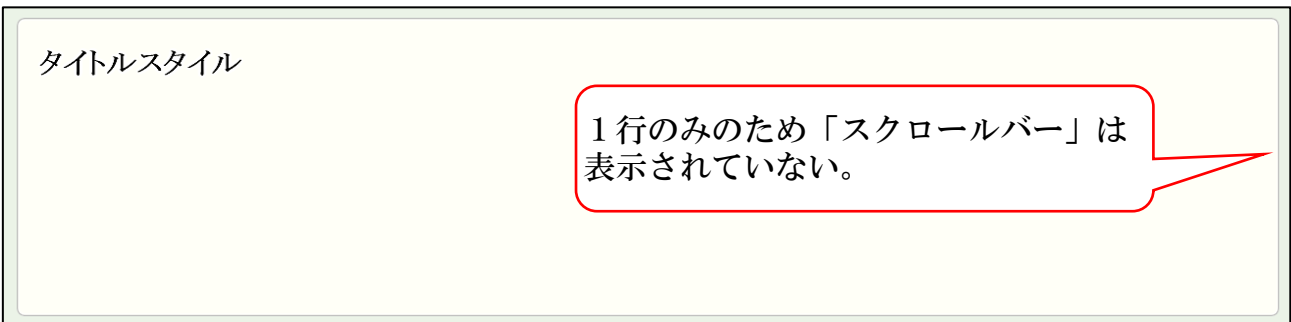 タイトルスタイル
１行のみのため「スクロールバー」は
表示されていない。